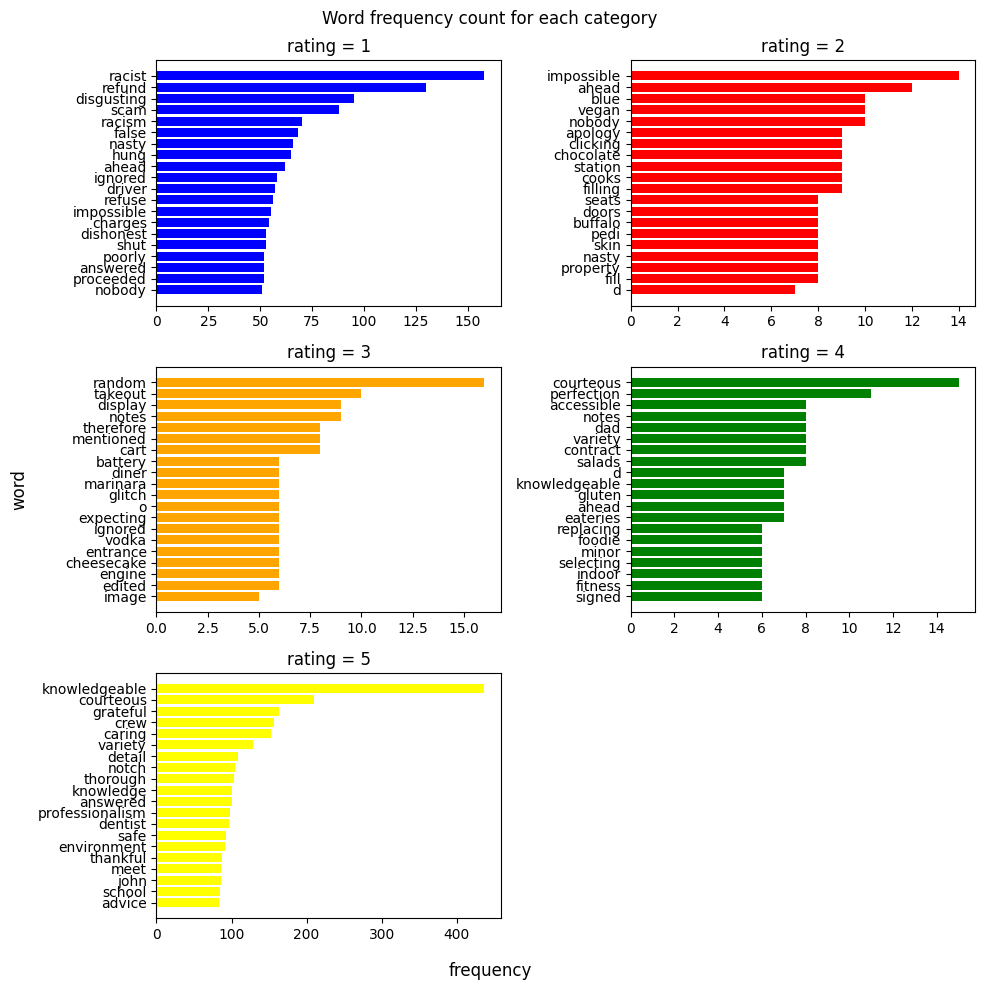 Word frequency count for each category
rating = 1
racist
refund
disgusting
scam
racism
false
nasty
hung
ahead
ignored
driver
refuse
impossible
charges
dishonest
shut
poorly
answered
proceeded
nobody
0 25 50 75 100 125 150
rating = 2
impossible
ahead
blue
vegan
nobody
apology
clicking
chocolate
station
cooks
filling
seats
doors
buffalo
pedi
skin
nasty
property
fill
d
0 2 4 6 8 10 12 14
rating = 3
random
takeout
display
notes
therefore
mentioned
cart
battery
diner
marinara
glitch
o
expecting
ignored
vodka
entrance
cheesecake
engine
edited
image
0.0 2.5 5.0 7.5 10.0 12.5 15.0
rating = 4
courteous
perfection
accessible
notes
dad
variety
contract
salads
d
knowledgeable
gluten
ahead
eateries
replacing
foodie
minor
selecting
indoor
fitness
signed
0 2 4 6 8 10 12 14
rating = 5
knowledgeable
courteous
grateful
crew
caring
variety
detail
notch
thorough
knowledge
answered
professionalism
dentist
safe
environment
thankful
meet
john
school
advice
0 100 200 300 400
word
frequency